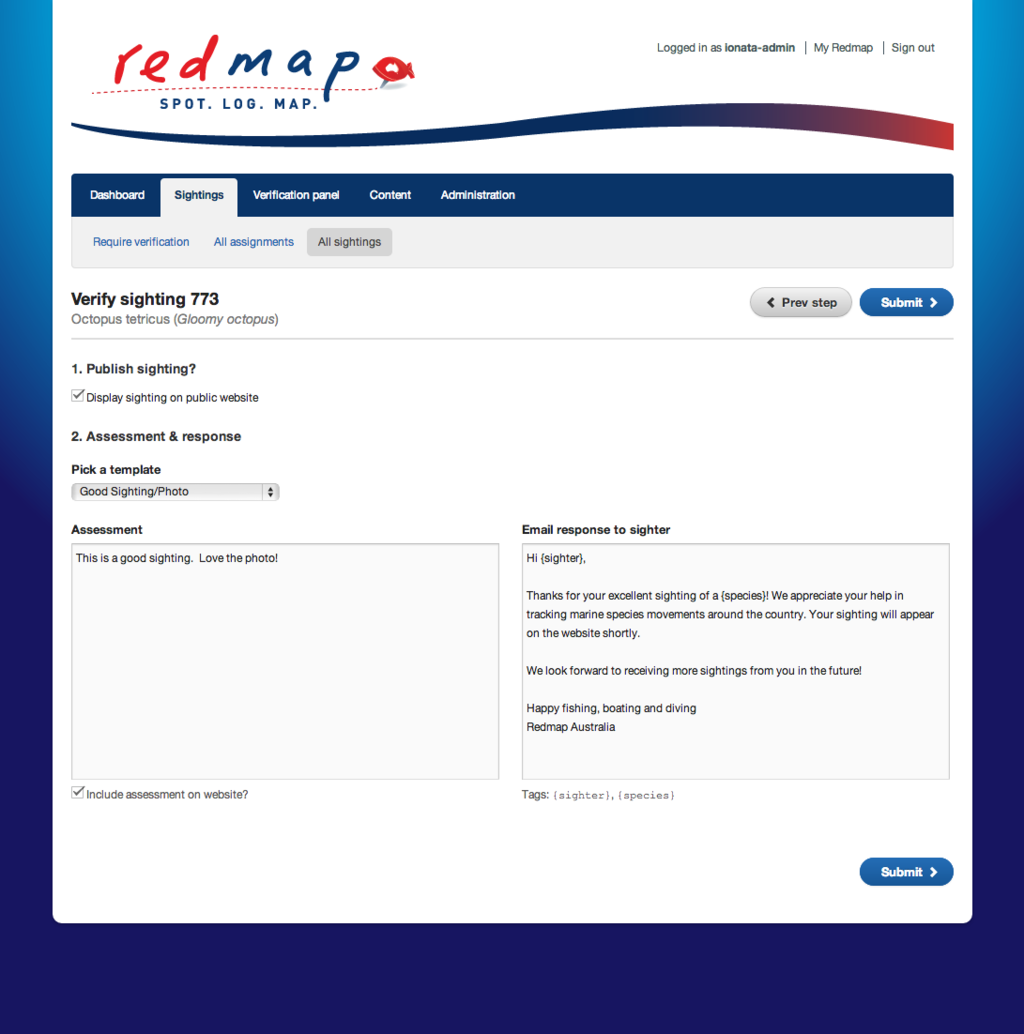 redmap
SPOT. LOG. MAP.
Logged in as ionata-admin | My Redmap | Sign out
Dashboard Sightings Verification panel Content Administration
Require verification All assignments All sightings
Verify sighting 773
Octopus tetricus (Gloomy octopus)
Prev step Submit
1. Publish sighting?
Display sighting on public website
2. Assessment & response
Pick a template
Good Sighting/Photo
Assessment
This is a good sighting.  Love the photo!
Include assessment on website?
Email response to sighter
Hi {sighter},
Thanks for your excellent sighting of a {species}! We appreciate your help in
tracking marine species movements around the country. Your sighting will appear
on the website shortly.
We look forward to receiving more sightings from you in the future!
Happy fishing, boating and diving
Redmap Australia
Tags: {sighter}, {species}
Submit